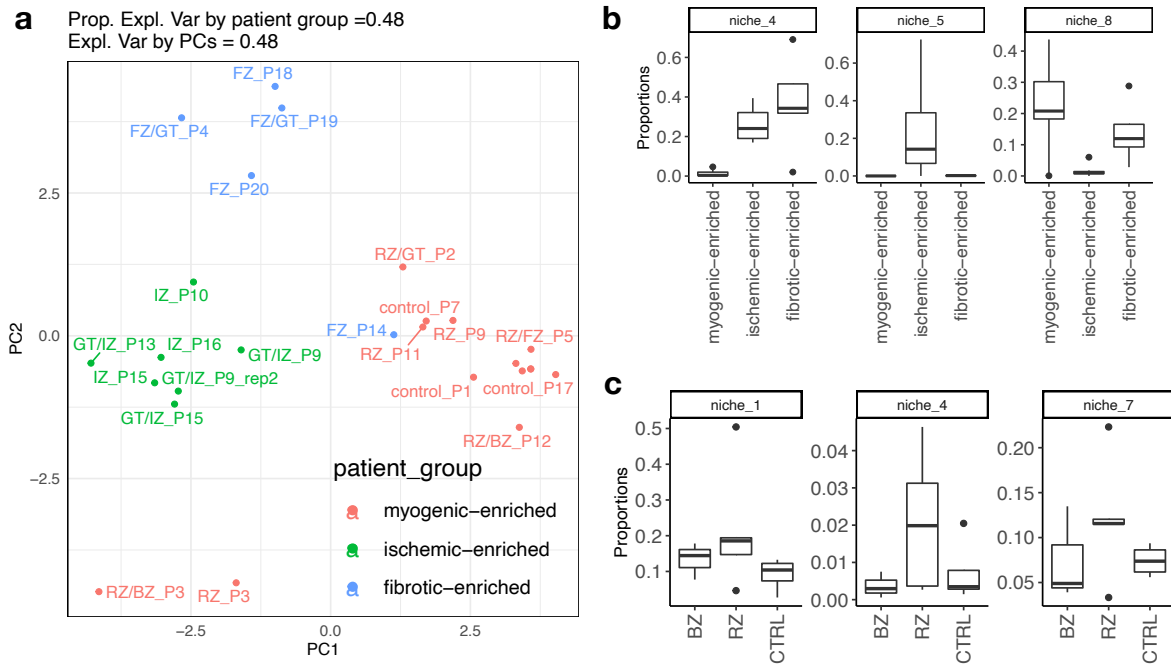 a
Prop. Expl. Var by patient group =0.48
Expl. Var by PCs = 0.48
FZ_P18
FZ/GT_P4
FZ/GT_P19
FZ_P20
2.5
RZ/GT_P2
IZ_P10
control_P7
FZ_P14
RZ_P9
RZ_P11
RZ/FZ_P5
0.0
GT/IZ_P13
IZ_P16
GT/IZ_P9
IZ_P15
GT/IZ_P9_rep2
control_P1
control_P17
GT/IZ_P15
RZ/BZ_P12
PC2
−2.5
patient_group
myogenic−enriched
ischemic−enriched
fibrotic−enriched
RZ/BZ_P3
RZ_P3
−2.5
0.0
2.5
PC1
b
niche_4
niche_5
niche_8
Proportions
0.6
0.4
0.2
0.0
0.6
0.4
0.2
0.0
0.4
0.3
0.2
0.1
0.0
myogenic−enriched
ischemic−enriched
fibrotic−enriched
myogenic−enriched
ischemic−enriched
fibrotic−enriched
myogenic−enriched
ischemic−enriched
fibrotic−enriched
c
niche_1
niche_4
niche_7
Proportions
0.5
0.4
0.3
0.2
0.1
0.04
0.03
0.02
0.01
0.00
0.20
0.15
0.10
0.05
BZ
RZ
CTRL
BZ
RZ
CTRL
BZ
RZ
CTRL